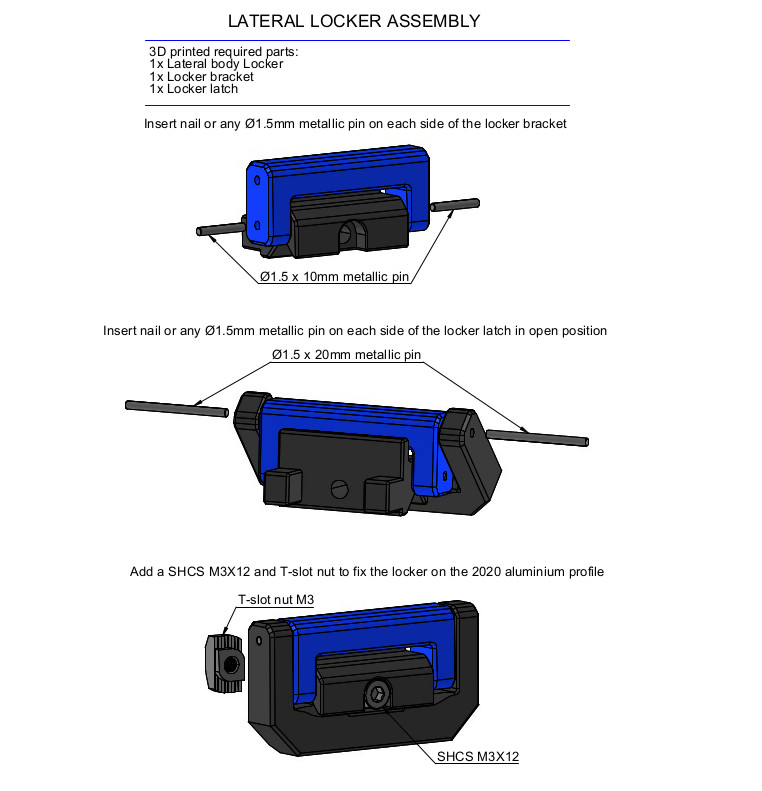 LATERAL LOCKER ASSEMBLY
3D printed required parts:
1x Lateral body Locker
1x Locker bracket
1x Locker latch
Insert nail or any Ø1.5mm metallic pin on each side of the locker bracket
Ø1.5 x 10mm metallic pin
Insert nail or any Ø1.5mm metallic pin on each side of the locker latch in open position
Ø1.5 x 20mm metallic pin
Add a SHCS M3X12 and T-slot nut to fix the locker on the 2020 aluminium profile
T-slot nut M3
SHCS M3X12